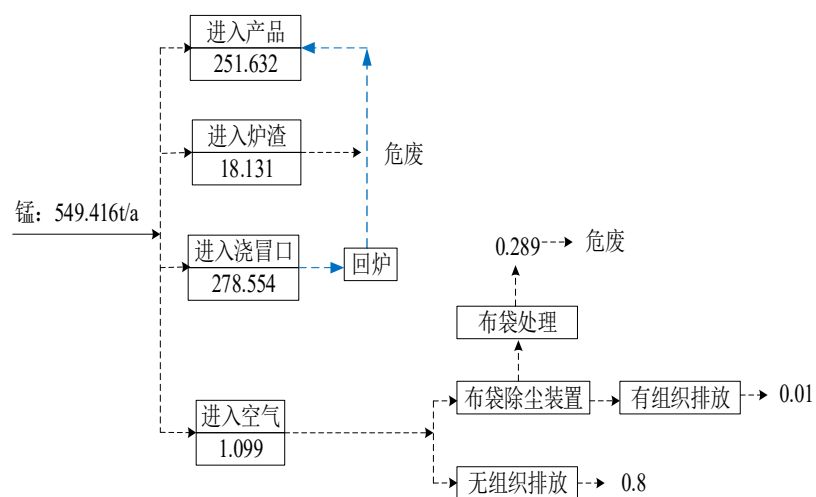 进入产品
251.632
进入炉渣
18.131
危废
锰：549.416t/a
进入浇冒口
278.554
回炉
0.289
危废
布袋处理
进入空气
1.099
布袋除尘装置
有组织排放
0.01
无组织排放
0.8